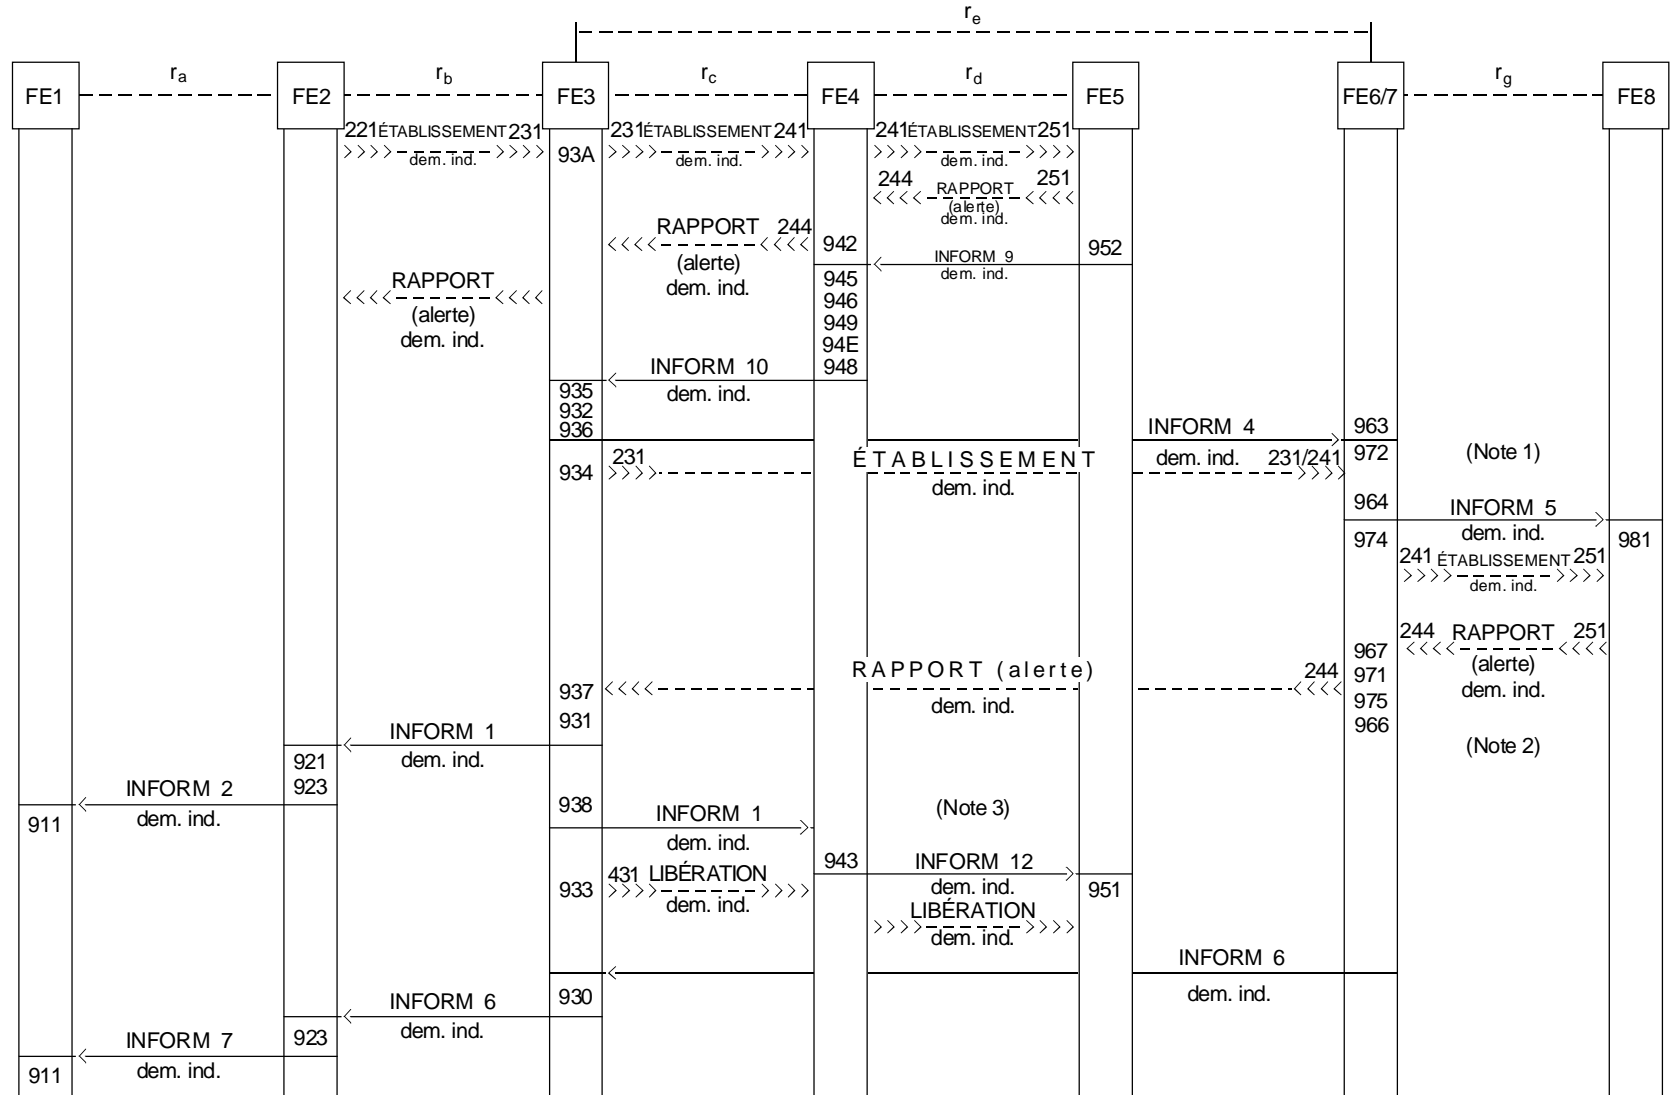 re
ra rb rc rd rg
FE1 FE2 FE3 FE4 FE5 FE6/7 FE8
221 ÉTABLISSEMENT 231 231 ÉTABLISSEMENT 241 241 ÉTABLISSEMENT 251
dem. ind. 93A dem. ind. dem. ind.
244 RAPPORT 251
(alerte)
dem. ind.
RAPPORT 244 942 952
(alerte) INFORM 9
dem. ind. dem. ind.
945
RAPPORT 946
(alerte) 949
dem. ind. 94E
INFORM 10 948
935 dem. ind.
932
936 INFORM 4 963
231 ÉTABLISSEMENT dem. ind. 231/241 972 (Note 1)
934 dem. ind.
964 INFORM 5
974 dem. ind. 981
241 ÉTABLISSEMENT 251
dem. ind.
244 RAPPORT 251
967 (alerte)
RAPPORT (alerte) 244 971 dem. ind.
937 dem. ind. 975
931 966
INFORM 1 (Note 2)
921 dem. ind.
INFORM 2 923
911 dem. ind.
938 INFORM 1 (Note 3)
dem. ind.
943 INFORM 12
933 431 LIBÉRATION dem. ind. 951
dem. ind. LIBÉRATION
dem. ind.
INFORM 6
dem. ind.
INFORM 6 930
dem. ind.
INFORM 7 923
911 dem. ind.